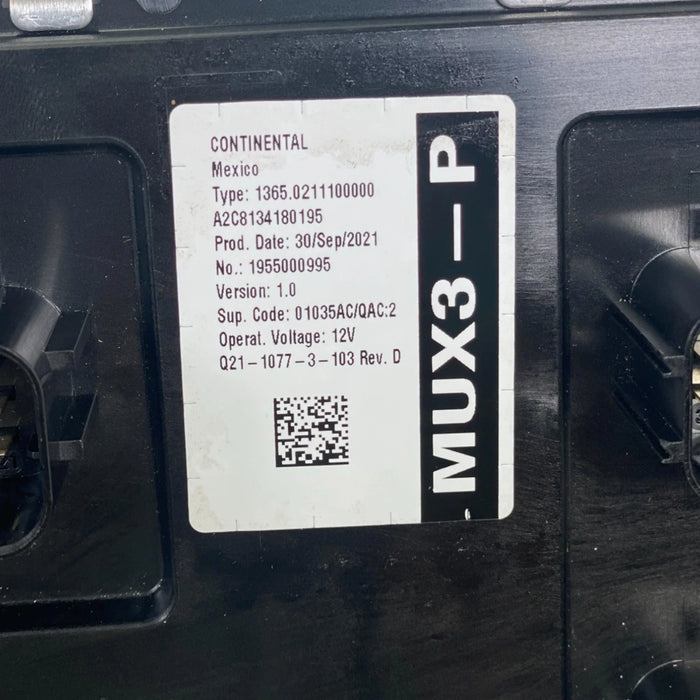 CONTINENTAL
Mexico
Type: 1365.0211100000
A2C8134180195
Prod. Date: 30/Sep/2021
No.: 1955000995
Version: 1.0
Sup. Code: 01035AC/QAC:2
Operat. Voltage: 12V
Q21-1077-3-103 Rev. D
MUX3-P